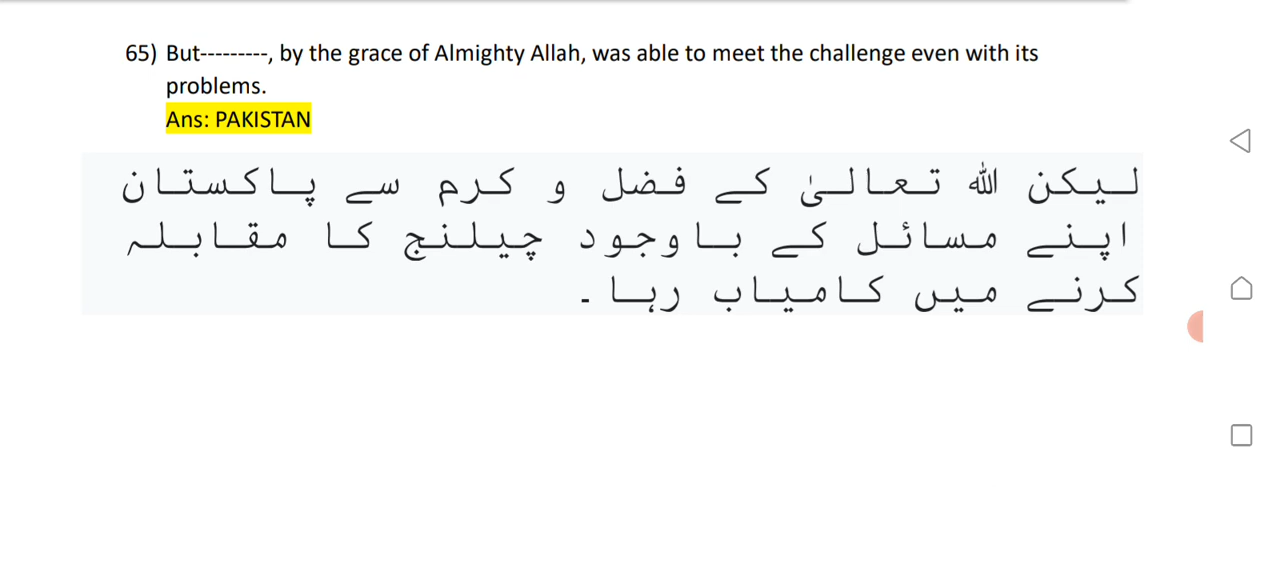 65) But---------, by the grace of Almighty Allah, was able to meet the challenge even with its
problems.
Ans: PAKISTAN
لیکن اللہ تعالیٰ کے فضل و کرم سے پاکستان
اپنے مسائل کے باوجود چیلنج کا مقابلہ
کرنے میں کامیاب رہا ۔